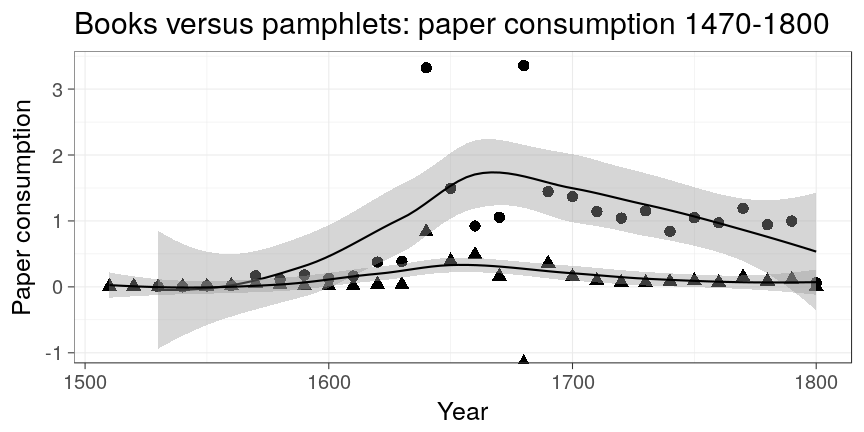 Books versus pamphlets: paper consumption 1470-1800
Paper consumption
3
2
1
0
-1
1500 1600 1700 1800
Year